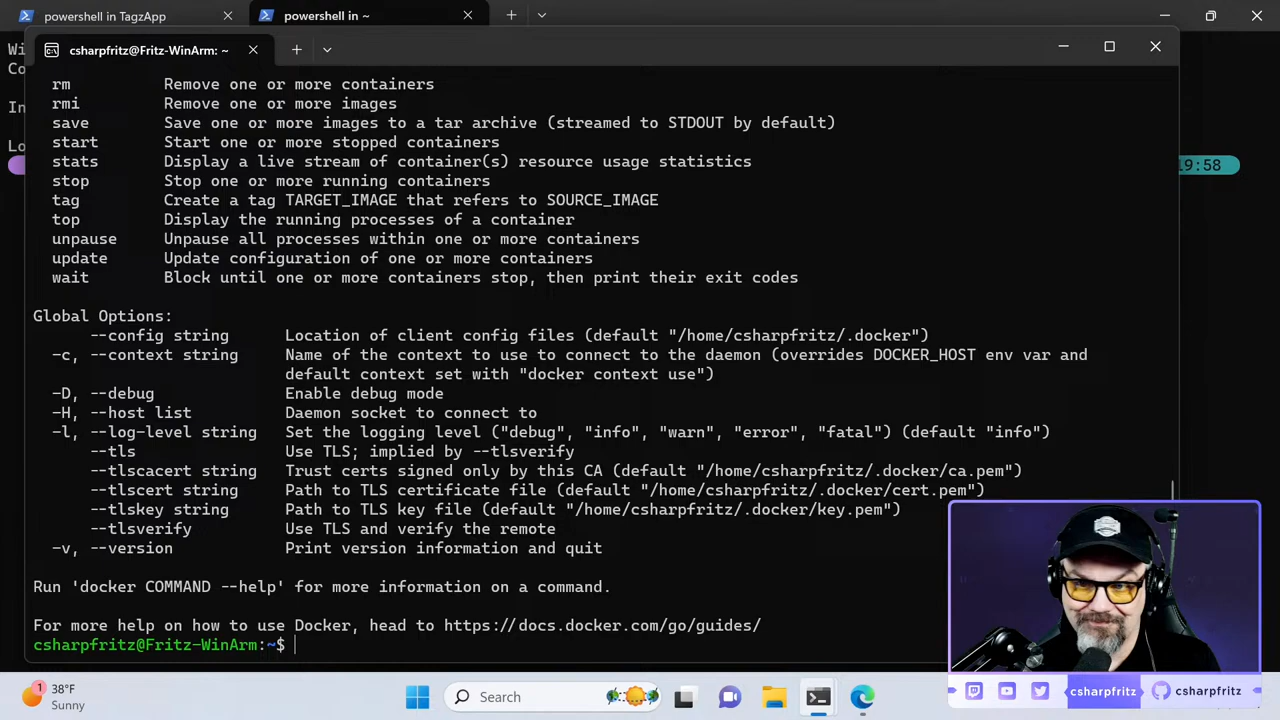 powershell in TagzApp
powershell in ~
Wi
Co
In
Lo
19:58
csharpfritz@Fritz-WinArm: ~
rm Remove one or more containers
rmi Remove one or more images
save Save one or more images to a tar archive (streamed to STDOUT by default)
start Start one or more stopped containers
stats Display a live stream of container(s) resource usage statistics
stop Stop one or more running containers
tag Create a tag TARGET_IMAGE that refers to SOURCE_IMAGE
top Display the running processes of a container
unpause Unpause all processes within one or more containers
update Update configuration of one or more containers
wait Block until one or more containers stop, then print their exit codes
Global Options:
--config string Location of client config files (default "/home/csharpfritz/.docker")
-c, --context string Name of the context to use to connect to the daemon (overrides DOCKER_HOST env var and
default context set with "docker context use")
-D, --debug Enable debug mode
-H, --host list Daemon socket to connect to
-l, --log-level string Set the logging level ("debug", "info", "warn", "error", "fatal") (default "info")
--tls Use TLS; implied by --tlsverify
--tlscacert string Trust certs signed only by this CA (default "/home/csharpfritz/.docker/ca.pem")
--tlscert string Path to TLS certificate file (default "/home/csharpfritz/.docker/cert.pem")
--tlskey string Path to TLS key file (default "/home/csharpfritz/.docker/key.pem")
--tlsverify Use TLS and verify the remote
-v, --version Print version information and quit
Run 'docker COMMAND --help' for more information on a command.
For more help on how to use Docker, head to https://docs.docker.com/go/guides/
csharpfritz@Fritz-WinArm:~$
1
38°F
Sunny
Search
csharpfritz
csharpfritz